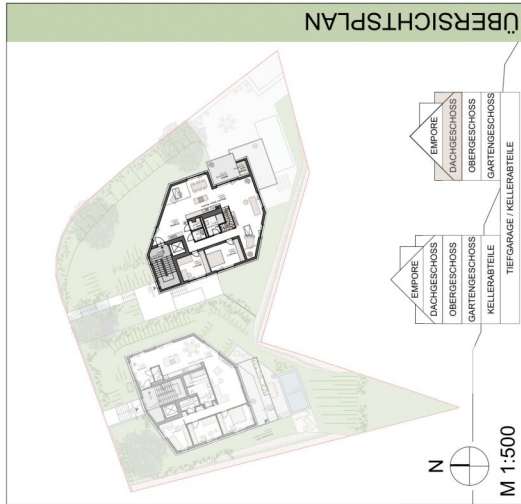 ÜBERSICHTSPLAN
EMPORE
DACHGESCHOSS
OBERGESCHOSS
GARTENGESCHOSS
TIEFGARAGE / KELLERABTEILE
EMPORE
DACHGESCHOSS
OBERGESCHOSS
GARTENGESCHOSS
KELLERABTEILE
N
M 1:500